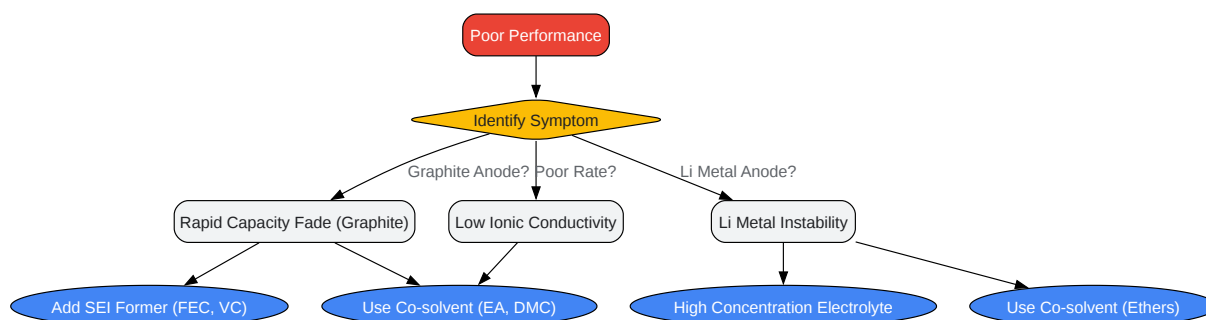 Poor Performance
Identify Symptom
Graphite Anode?
Poor Rate?
Li Metal Anode?
Rapid Capacity Fade (Graphite)
Low Ionic Conductivity
Li Metal Instability
Add SEI Former (FEC, VC)
Use Co-solvent (EA, DMC)
High Concentration Electrolyte
Use Co-solvent (Ethers)